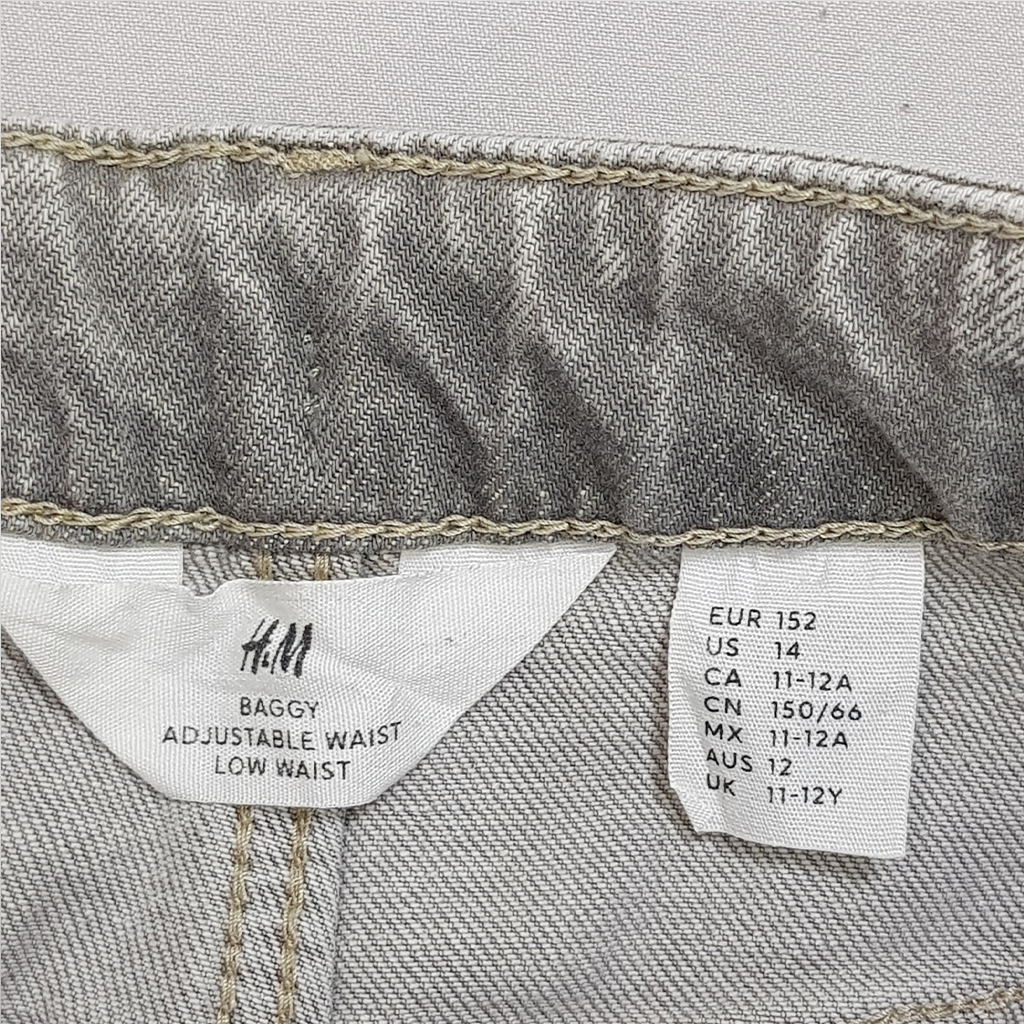 H&M
BAGGY
ADJUSTABLE WAIST
LOW WAIST
EUR 152
US 14
CA 11-12A
CN 150/66
MX 11-12A
AUS 12
UK 11-12Y